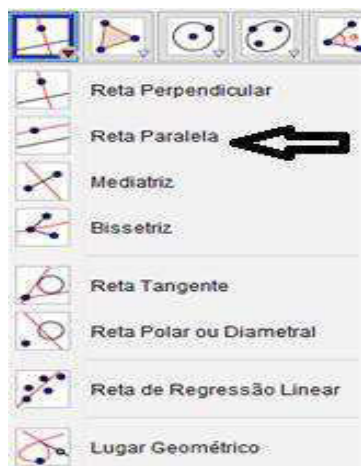 Reta Perpendicular
Reta Paralela
Mediatriz
Bissetriz
Reta Tangente
Reta Polar ou Diametral
Reta de Regressão Linear
Lugar Geométrico